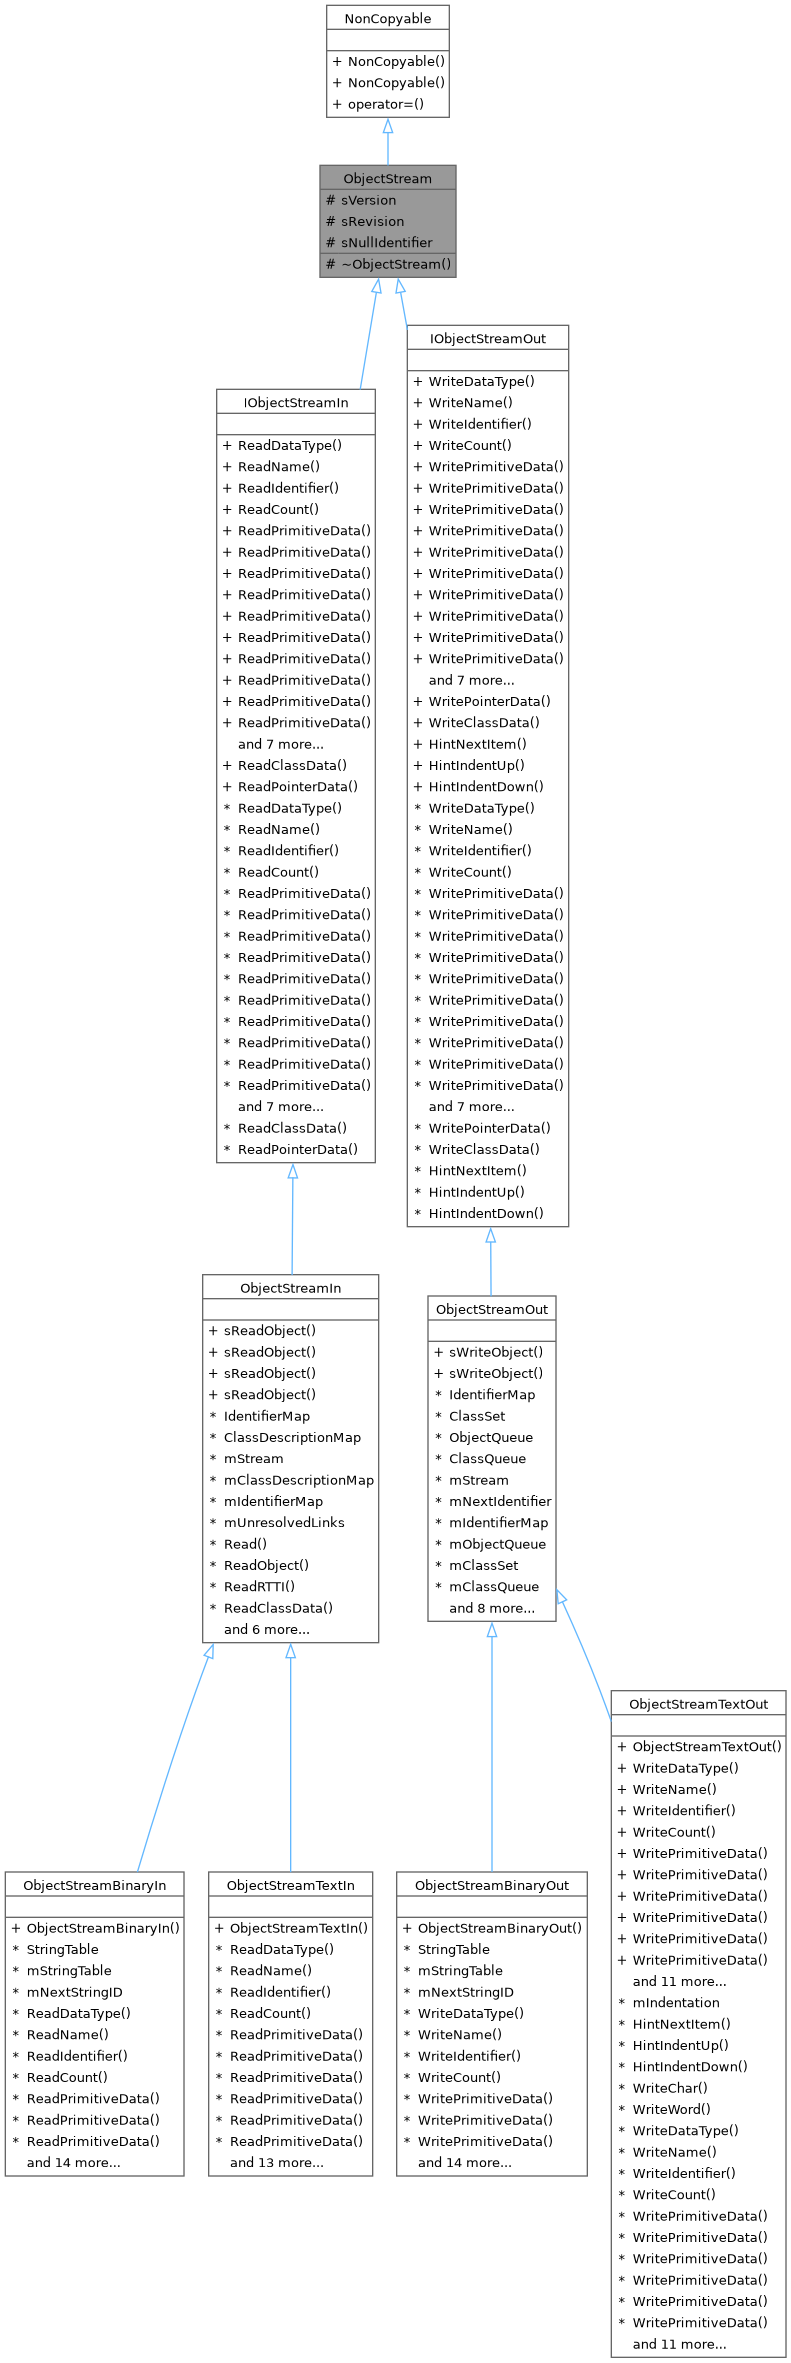 NonCopyable
+ NonCopyable()
+ NonCopyable()
+ operator=()
ObjectStream
# sVersion
# sRevision
# sNullIdentifier
# ~ObjectStream()
IObjectStreamIn
+ ReadDataType()
+ ReadName()
+ ReadIdentifier()
+ ReadCount()
+ ReadPrimitiveData()
+ ReadPrimitiveData()
+ ReadPrimitiveData()
+ ReadPrimitiveData()
+ ReadPrimitiveData()
+ ReadPrimitiveData()
+ ReadPrimitiveData()
+ ReadPrimitiveData()
+ ReadPrimitiveData()
+ ReadPrimitiveData()
and 7 more...
+ ReadClassData()
+ ReadPointerData()
* ReadDataType()
* ReadName()
* ReadIdentifier()
* ReadCount()
* ReadPrimitiveData()
* ReadPrimitiveData()
* ReadPrimitiveData()
* ReadPrimitiveData()
* ReadPrimitiveData()
* ReadPrimitiveData()
* ReadPrimitiveData()
* ReadPrimitiveData()
* ReadPrimitiveData()
* ReadPrimitiveData()
and 7 more...
* ReadClassData()
* ReadPointerData()
IObjectStreamOut
+ WriteDataType()
+ WriteName()
+ WriteIdentifier()
+ WriteCount()
+ WritePrimitiveData()
+ WritePrimitiveData()
+ WritePrimitiveData()
+ WritePrimitiveData()
+ WritePrimitiveData()
+ WritePrimitiveData()
+ WritePrimitiveData()
+ WritePrimitiveData()
+ WritePrimitiveData()
+ WritePrimitiveData()
and 7 more...
+ WritePointerData()
+ WriteClassData()
+ HintNextItem()
+ HintIndentUp()
+ HintIndentDown()
* WriteDataType()
* WriteName()
* WriteIdentifier()
* WriteCount()
* WritePrimitiveData()
* WritePrimitiveData()
* WritePrimitiveData()
* WritePrimitiveData()
* WritePrimitiveData()
* WritePrimitiveData()
* WritePrimitiveData()
* WritePrimitiveData()
* WritePrimitiveData()
* WritePrimitiveData()
and 7 more...
* WritePointerData()
* WriteClassData()
* HintNextItem()
* HintIndentUp()
* HintIndentDown()
ObjectStreamIn
+ sReadObject()
+ sReadObject()
+ sReadObject()
+ sReadObject()
* IdentifierMap
* ClassDescriptionMap
* mStream
* mClassDescriptionMap
* mIdentifierMap
* mUnresolvedLinks
* Read()
* ReadObject()
* ReadRTTI()
* ReadClassData()
and 6 more...
ObjectStreamOut
+ sWriteObject()
+ sWriteObject()
* IdentifierMap
* ClassSet
* ObjectQueue
* ClassQueue
* mStream
* mNextIdentifier
* mIdentifierMap
* mObjectQueue
* mClassSet
* mClassQueue
and 8 more...
ObjectStreamBinaryIn
+ ObjectStreamBinaryIn()
* StringTable
* mStringTable
* mNextStringID
* ReadDataType()
* ReadName()
* ReadIdentifier()
* ReadCount()
* ReadPrimitiveData()
* ReadPrimitiveData()
* ReadPrimitiveData()
and 14 more...
ObjectStreamTextIn
+ ObjectStreamTextIn()
* ReadDataType()
* ReadName()
* ReadIdentifier()
* ReadCount()
* ReadPrimitiveData()
* ReadPrimitiveData()
* ReadPrimitiveData()
* ReadPrimitiveData()
* ReadPrimitiveData()
* ReadPrimitiveData()
and 13 more...
ObjectStreamBinaryOut
+ ObjectStreamBinaryOut()
* StringTable
* mStringTable
* mNextStringID
* WriteDataType()
* WriteName()
* WriteIdentifier()
* WriteCount()
* WritePrimitiveData()
* WritePrimitiveData()
* WritePrimitiveData()
and 14 more...
ObjectStreamTextOut
+ ObjectStreamTextOut()
+ WriteDataType()
+ WriteName()
+ WriteIdentifier()
+ WriteCount()
+ WritePrimitiveData()
+ WritePrimitiveData()
+ WritePrimitiveData()
+ WritePrimitiveData()
+ WritePrimitiveData()
+ WritePrimitiveData()
and 11 more...
* mIndentation
* HintNextItem()
* HintIndentUp()
* HintIndentDown()
* WriteChar()
* WriteWord()
* WriteDataType()
* WriteName()
* WriteIdentifier()
* WriteCount()
* WritePrimitiveData()
* WritePrimitiveData()
* WritePrimitiveData()
* WritePrimitiveData()
* WritePrimitiveData()
* WritePrimitiveData()
and 11 more...